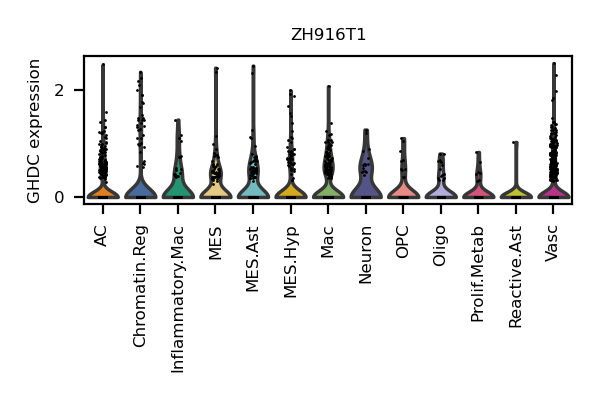 ZH916T1
GHDC expression
2
0
AC
Chromatin.Reg
Inflammatory.Mac
MES
MES.Ast
MES.Hyp
Mac
Neuron
OPC
Oligo
Prolif.Metab
Reactive.Ast
Vasc